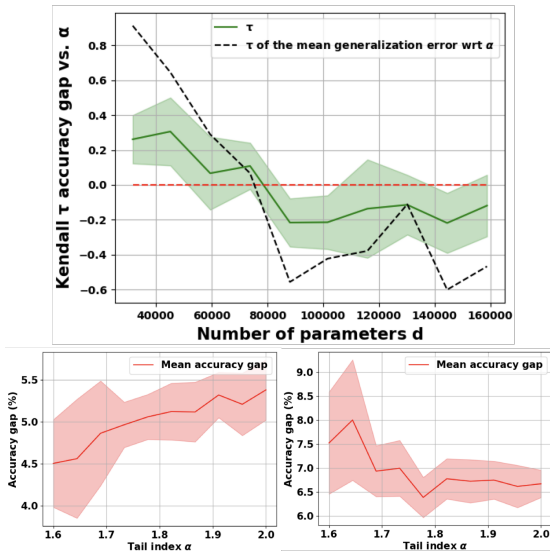 Kendall τ accuracy gap vs. α
τ
τ of the mean generalization error wrt α
0.8
0.6
0.4
0.2
0.0
−0.2
−0.4
−0.6
40000 60000 80000 100000 120000 140000 160000
Number of parameters d
Accuracy gap (%)
Mean accuracy gap
5.5
5.0
4.5
4.0
1.6 1.7 1.8 1.9 2.0
Tail index α
Accuracy gap (%)
Mean accuracy gap
9.0
8.5
8.0
7.5
7.0
6.5
6.0
1.6 1.7 1.8 1.9 2.0
Tail index α